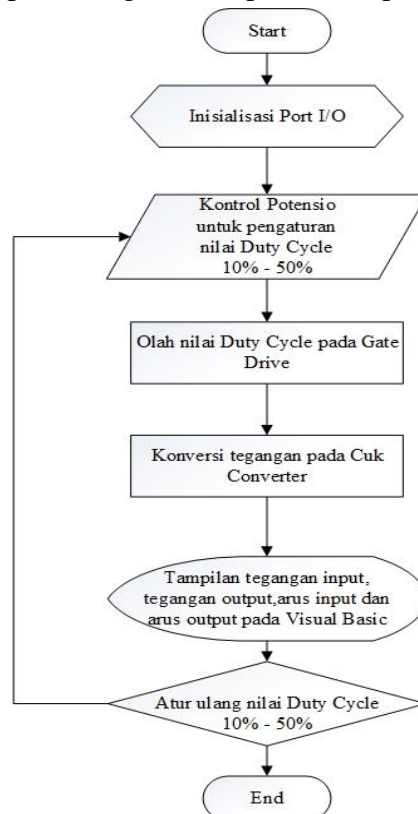 Start
Inisialisasi Port I/O
Kontrol Potensio
untuk pengaturan
nilai Duty Cycle
10% - 50%
Olah nilai Duty Cycle pada Gate
Drive
Konversi tegangan pada Cuk
Converter
Tampilan tegangan input,
tegangan output,arus input dan
arus output pada Visual Basic
Atur ulang nilai Duty Cycle
10% - 50%
End